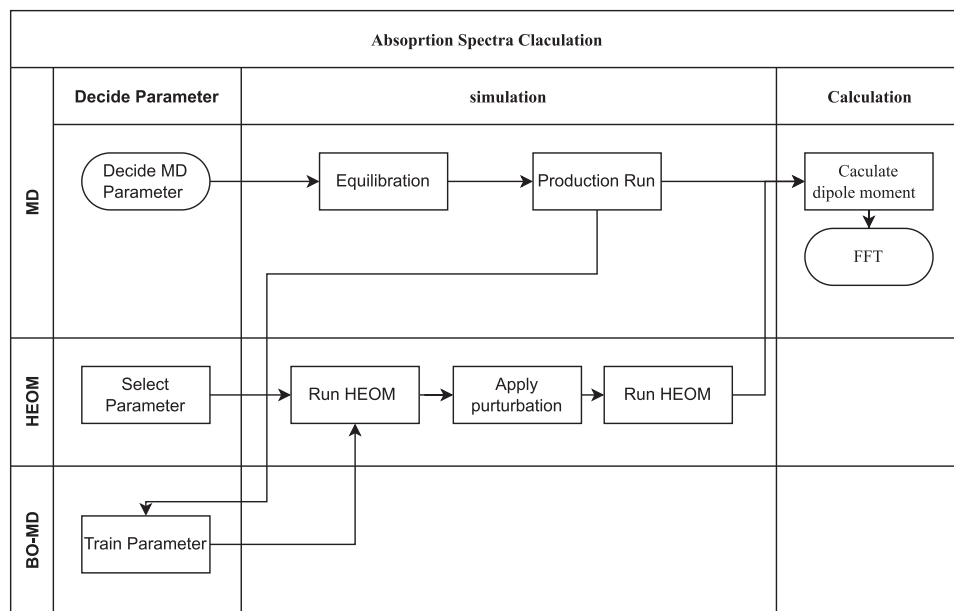 Absoprtion Spectra Claculation
Decide Parameter
simulation
Calculation
MD
Decide MD
Parameter
Equilibration
Production Run
Caculate
dipole moment
FFT
HEOM
Select
Parameter
Run HEOM
Apply
purturbation
Run HEOM
BO-MD
Train Parameter